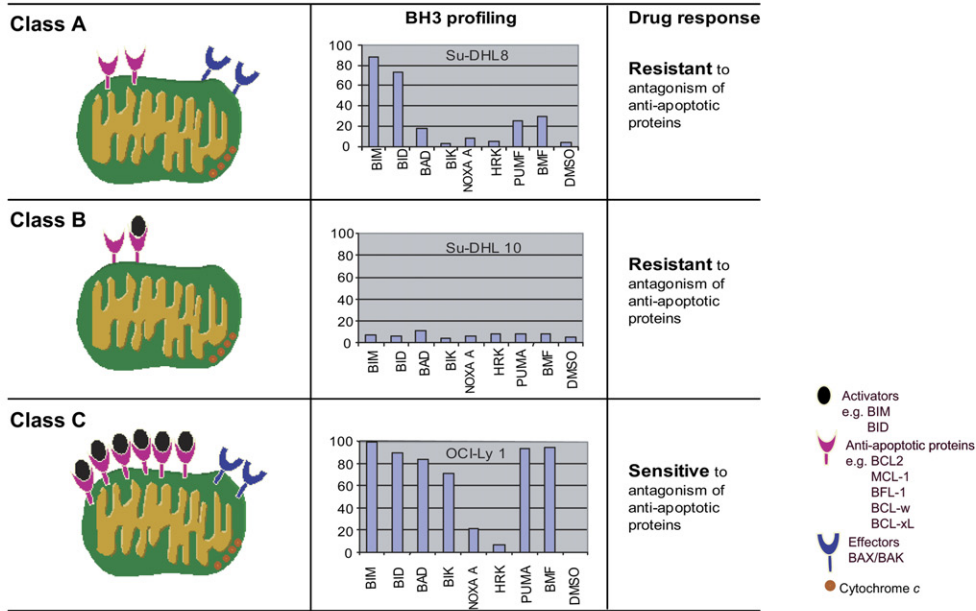 BH3 profiling
Drug response
Class A
Su-DHL8
100
80
60
40
20
0
BIM
BID
BAD
BIK
NOXA A
HRK
PUMF
BMF
DMSO
Resistant to
antagonism of
anti-apoptotic
proteins
Class B
Su-DHL 10
100
80
60
40
20
0
BIM
BID
BAD
BIK
NOXA A
HRK
PUMA
BMF
DMSO
Resistant to
antagonism of
anti-apoptotic
proteins
Class C
OCI-Ly 1
100
80
60
40
20
0
BIM
BID
BAD
BIK
NOXA A
HRK
PUMA
BMF
DMSO
Sensitive to
antagonism of
anti-apoptotic
proteins
Activators
e.g. BIM
BID
Anti-apoptotic proteins
e.g. BCL2
MCL-1
BFL-1
BCL-w
BCL-xL
Effectors
BAX/BAK
Cytochrome c